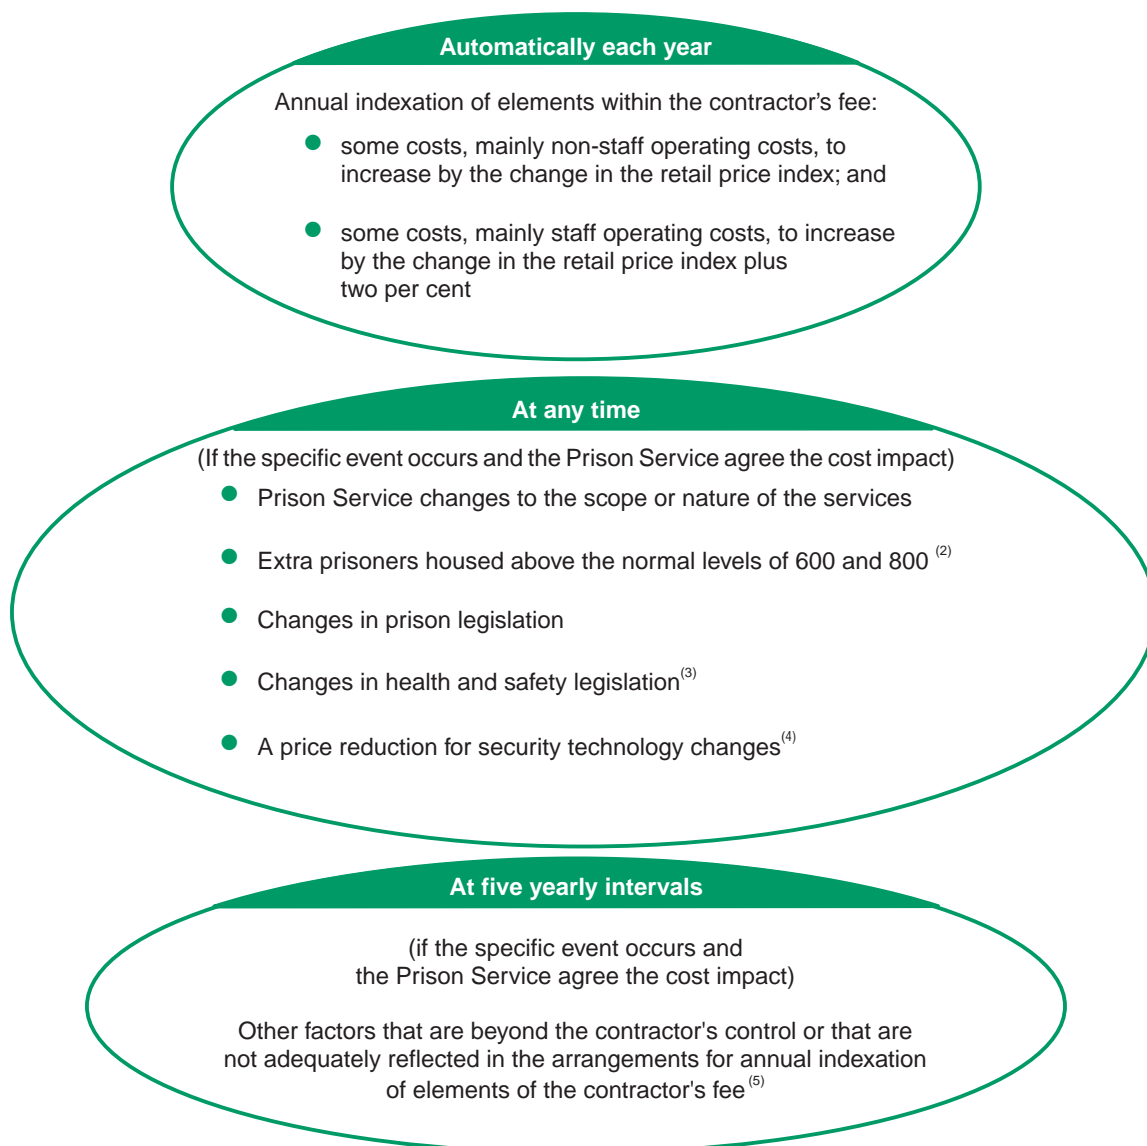 Automatically each year
Annual indexation of elements within the contractor's fee:
● some costs, mainly non-staff operating costs, to
increase by the change in the retail price index; and
● some costs, mainly staff operating costs, to increase
by the change in the retail price index plus
two per cent
At any time
(If the specific event occurs and the Prison Service agree the cost impact)
● Prison Service changes to the scope or nature of the services
● Extra prisoners housed above the normal levels of 600 and 800 (2)
● Changes in prison legislation
● Changes in health and safety legislation(3)
● A price reduction for security technology changes(4)
At five yearly intervals
(if the specific event occurs and
the Prison Service agree the cost impact)
Other factors that are beyond the contractor's control or that are
not adequately reflected in the arrangements for annual indexation
of elements of the contractor's fee (5)